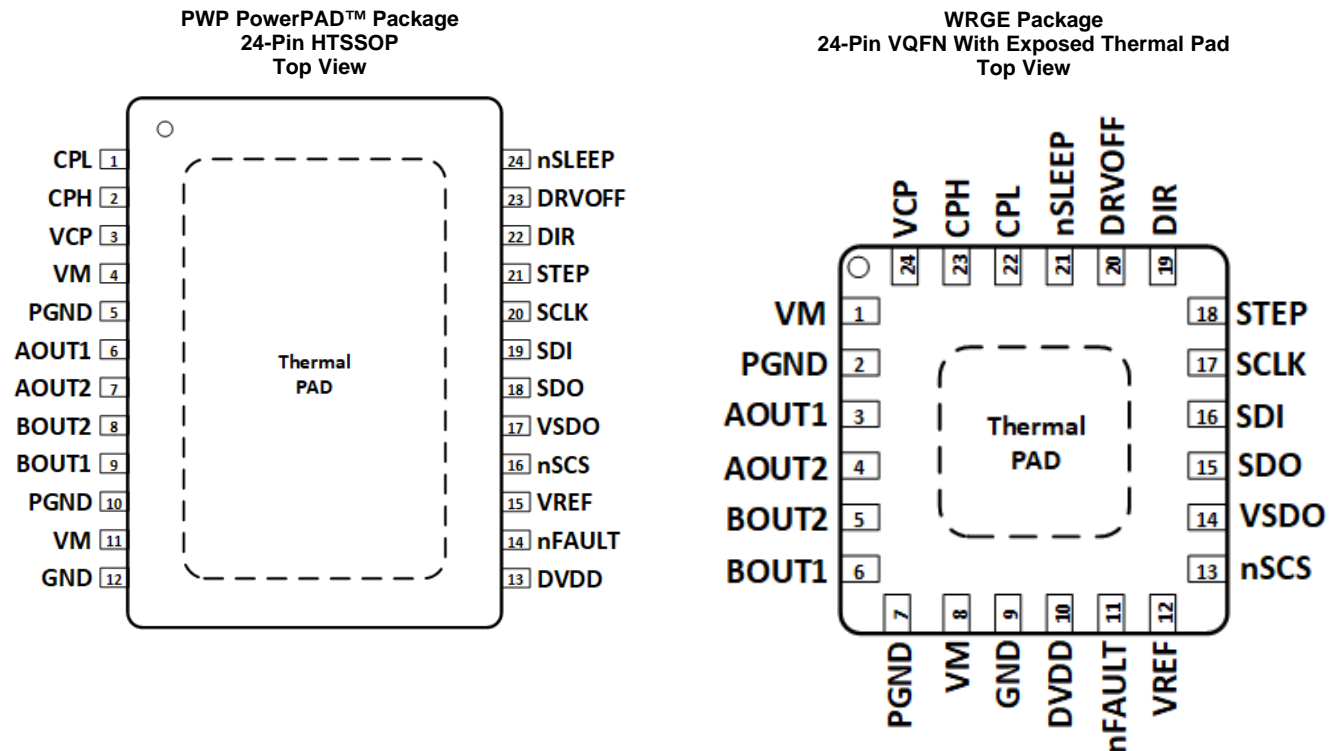 PWP PowerPAD™ Package
24-Pin HTSSOP
Top View
CPL 1
CPH 2
VCP 3
VM 4
PGND 5
AOUT1 6
AOUT2 7
BOUT2 8
BOUT1 9
PGND 10
VM 11
GND 12
Thermal
PAD
24 nSLEEP
23 DRVOFF
22 DIR
21 STEP
20 SCLK
19 SDI
18 SDO
17 VSDO
16 nSCS
15 VREF
14 nFAULT
13 DVDD
WRGE Package
24-Pin VQFN With Exposed Thermal Pad
Top View
VCP 24
CPH 23
CPL 22
nSLEEP 21
DRVOFF 20
DIR 19
VM 1
PGND 2
AOUT1 3
AOUT2 4
BOUT2 5
BOUT1 6
Thermal
PAD
18 STEP
17 SCLK
16 SDI
15 SDO
14 VSDO
13 nSCS
PGND 7
VM 8
GND 9
DVDD 10
nFAULT 11
VREF 12